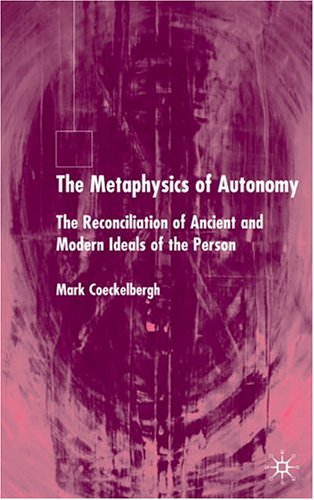 The Metaphysics of Autonomy
The Reconciliation of Ancient and
Modern Ideals of the Person
Mark Coeckelbergh